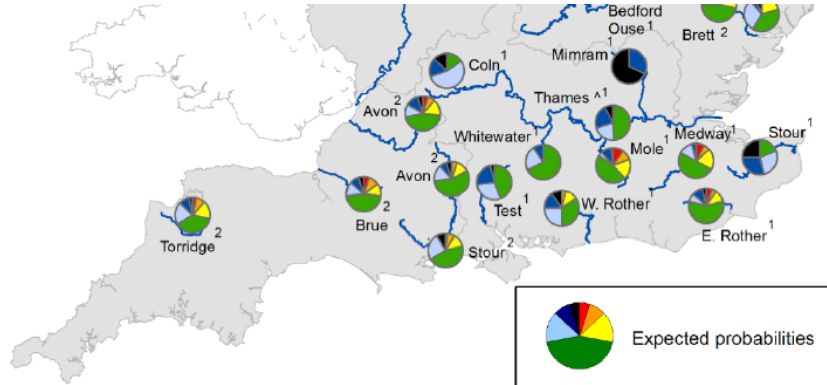 Bedford
Ouse 1
Brett 2
Mimram 1
Coln 1
Thames ^1
Avon 2
Whitewater 1
Medway 1
Stour 1
Mole 1
Avon 2
Test 1
W. Rother 1
Brue 2
E. Rother 1
Torridge 2
Stour 2
Expected probabilities